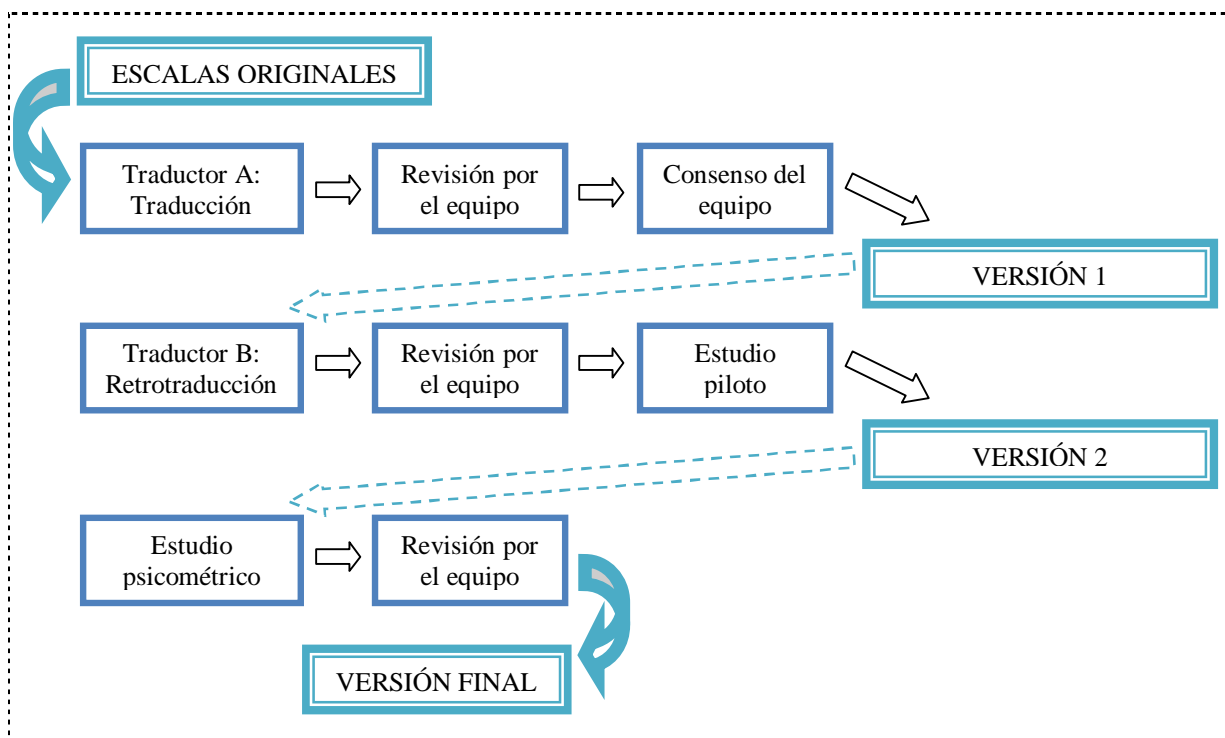 ESCALAS ORIGINALES
Traductor A:
Traducción
Revisión por
el equipo
Consenso del
equipo
VERSIÓN 1
Traductor B:
Retrotraducción
Revisión por
el equipo
Estudio
piloto
VERSIÓN 2
Estudio
psicométrico
Revisión por
el equipo
VERSIÓN FINAL